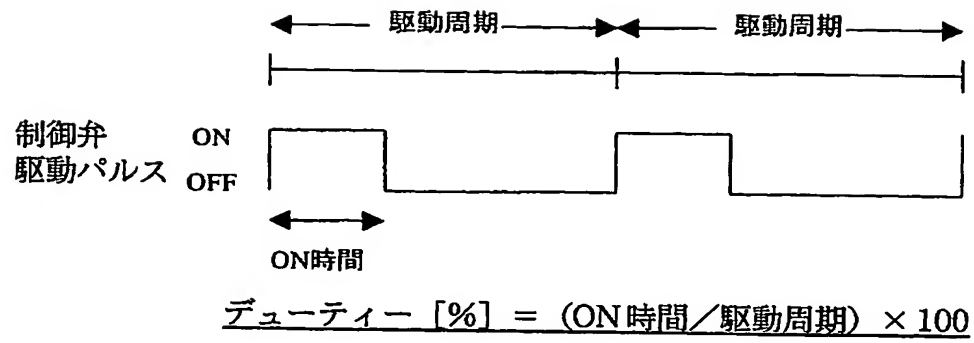 駆動周期 駆動周期
制御弁 ON
駆動パルス OFF
ON時間
デューティー [%] = (ON時間／駆動周期) × 100